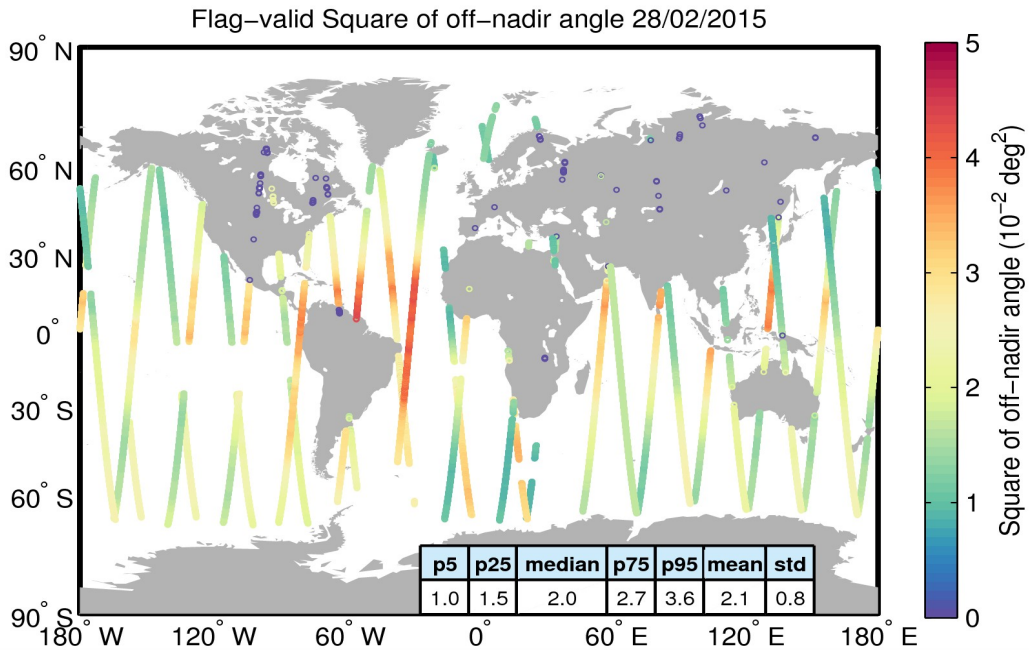 Flag−valid Square of off−nadir angle 28/02/2015
90° N
60° N
30° N
0°
30° S
60° S
90° S
180° W
120° W
60° W
0°
60° E
120° E
180° E
p5 p25 median p75 p95 mean std
1.0 1.5 2.0 2.7 3.6 2.1 0.8
5
4
3
2
1
0
Square of off−nadir angle (10⁻² deg²)